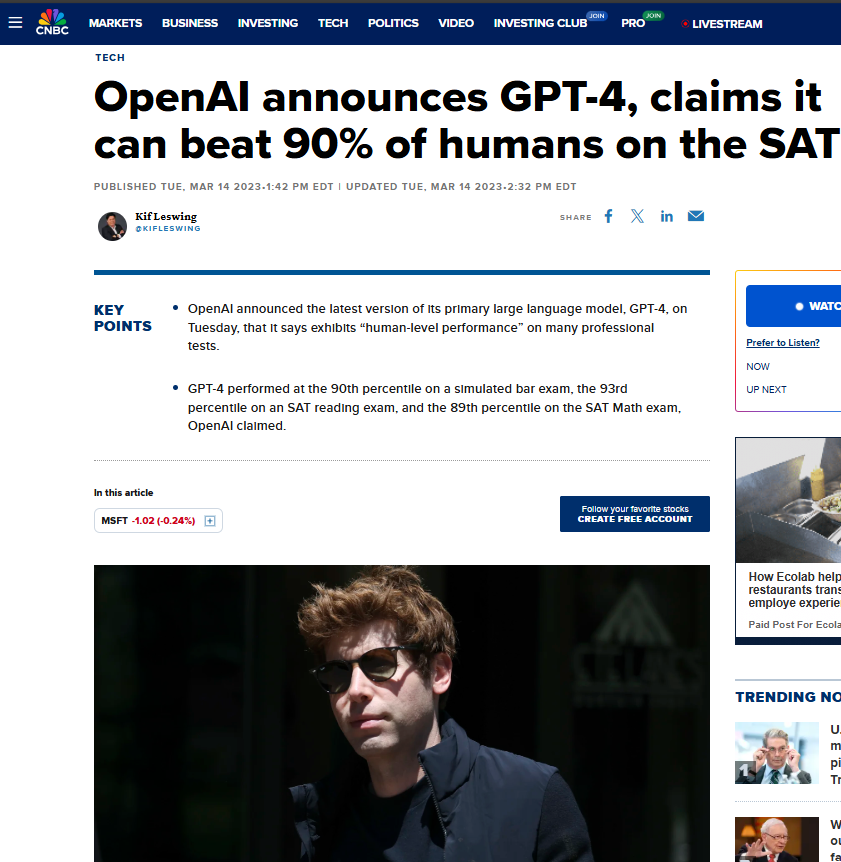 CNBC
MARKETS BUSINESS INVESTING TECH POLITICS VIDEO INVESTING CLUB JOIN PRO JOIN LIVESTREAM
TECH
OpenAI announces GPT-4, claims it
can beat 90% of humans on the SAT
PUBLISHED TUE, MAR 14 2023•1:42 PM EDT | UPDATED TUE, MAR 14 2023•2:32 PM EDT
Kif Leswing
@KIFLESWING
SHARE
KEY
POINTS
• OpenAI announced the latest version of its primary large language model, GPT-4, on
Tuesday, that it says exhibits “human-level performance” on many professional
tests.
• GPT-4 performed at the 90th percentile on a simulated bar exam, the 93rd
percentile on an SAT reading exam, and the 89th percentile on the SAT Math exam,
OpenAI claimed.
In this article
MSFT -1.02 (-0.24%)
Follow your favorite stocks
CREATE FREE ACCOUNT
WATC
Prefer to Listen?
NOW
UP NEXT
How Ecolab help
restaurants trans
employe experie
Paid Post For Ecola
TRENDING NO
1
U.
m
pi
Tr
W
ou
fa